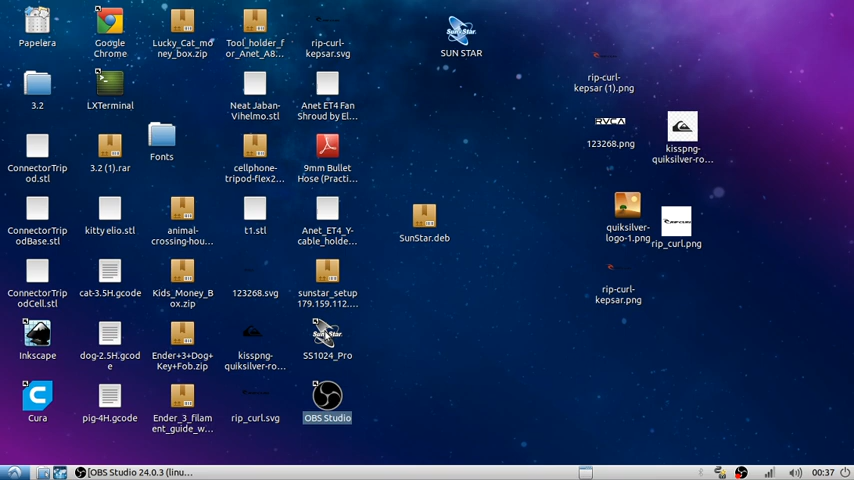 Papelera
Google
Chrome
Lucky_Cat_mo
ney_box.zip
Tool_holder_f
or_Anet_A8...
rip-curl-
kepsar.svg
SUN STAR
3.2
LXTerminal
Neat Jaban-
Vihelmo.stl
Anet ET4 Fan
Shroud by El...
rip-curl-
kepsar (1).png
RVCA
123268.png
kisspng-
quiksilver-ro...
Fonts
ConnectorTrip
od.stl
3.2 (1).rar
cellphone-
tripod-flex2...
9mm Bullet
Hose (Practi...
ConnectorTrip
odBase.stl
kitty elio.stl
animal-
crossing-hou...
t1.stl
Anet_ET4_Y-
cable_holde...
SunStar.deb
quiksilver-
logo-1.png
RIP CURL
rip_curl.png
ConnectorTrip
odCell.stl
cat-3.5H.gcode
Kids_Money_B
ox.zip
123268.svg
sunstar_setup
179.159.112....
rip-curl-
kepsar.png
Inkscape
dog-2.5H.gcod
e
Ender+3+Dog+
Key+Fob.zip
kisspng-
quiksilver-ro...
SS1024_Pro
Cura
pig-4H.gcode
Ender_3_filam
ent_guide_w...
rip_curl.svg
OBS Studio
[OBS Studio 24.0.3 (linu...
00:37